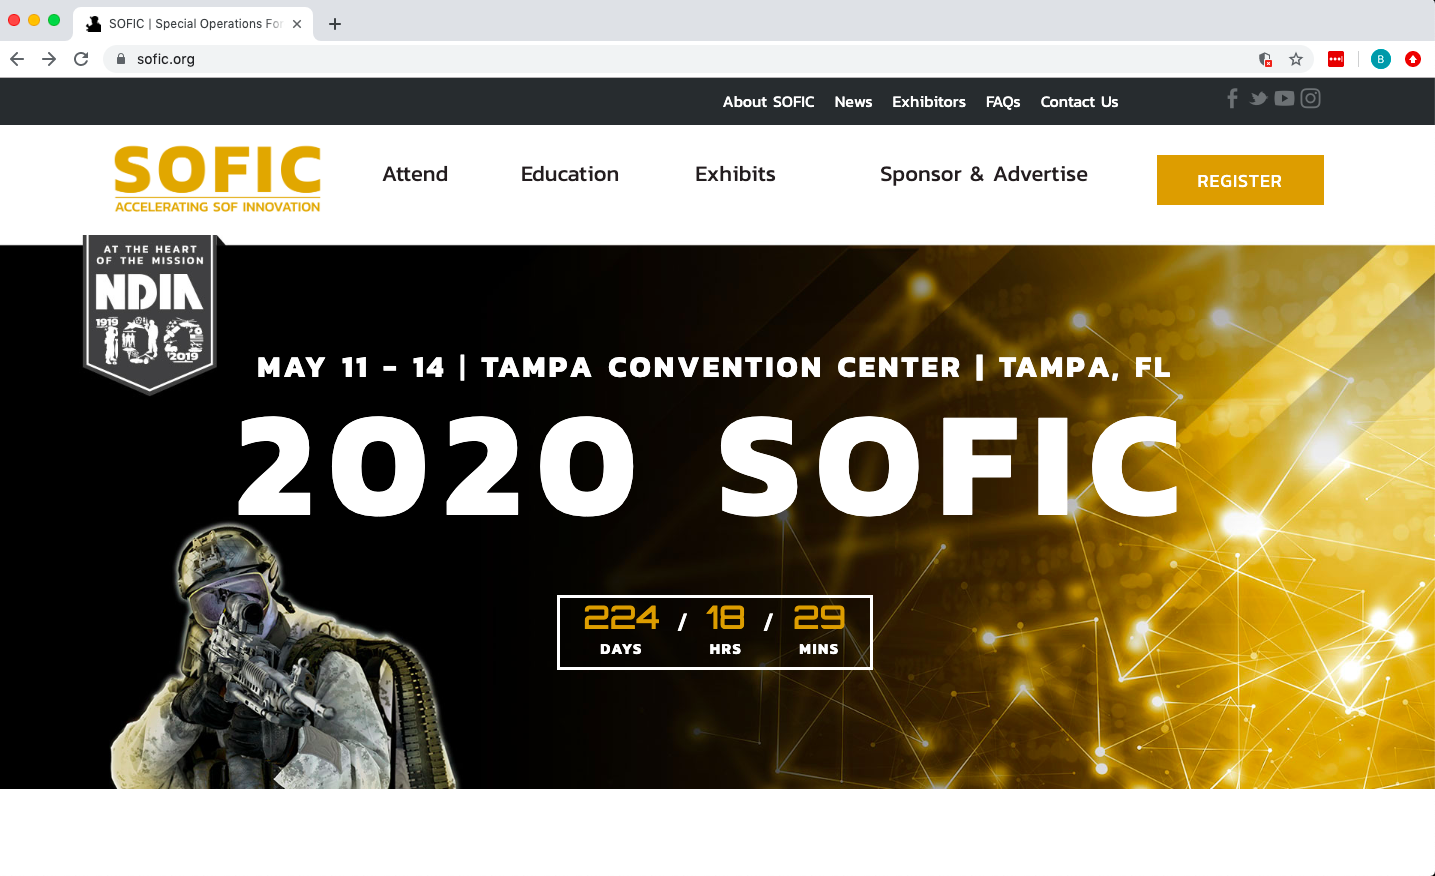 SOFIC | Special Operations For
sofic.org
B
About SOFIC News Exhibitors FAQs Contact Us
SOFIC
ACCELERATING SOF INNOVATION
Attend Education Exhibits Sponsor & Advertise REGISTER
AT THE HEART
OF THE MISSION
NDIA
1919
100
2019
MAY 11 - 14 | TAMPA CONVENTION CENTER | TAMPA, FL
2020 SOFIC
224 / 18 / 29
DAYS HRS MINS